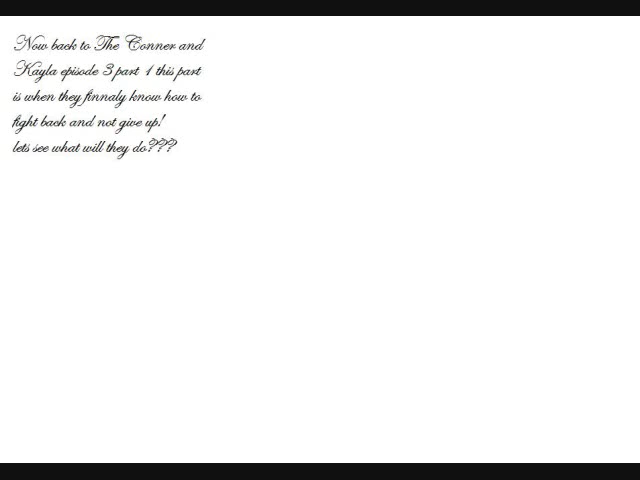 Now back to The Conner and
Kayla episode 3 part 1 this part
is when they finnaly know how to
fight back and not give up!
lets see what will they do???